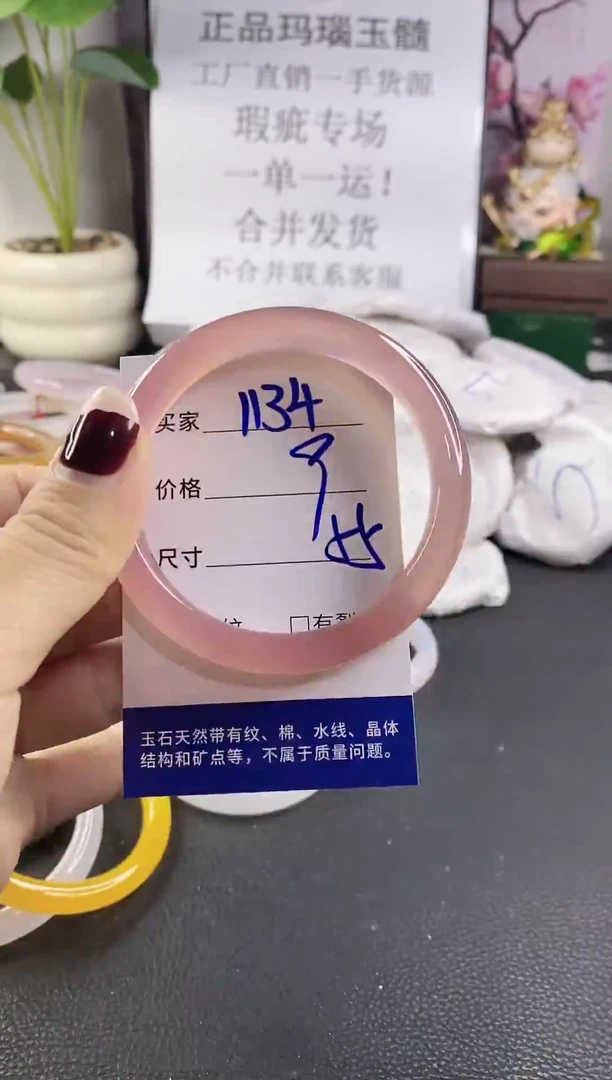 正品玛瑙玉髓
工厂直销一手货源
瑕疵专场
一单一运！
合并发货
不合并联系客服
买家 1134
价格
尺寸
纹 □有裂
玉石天然带有纹、棉、水线、晶体
结构和矿点等，不属于质量问题。